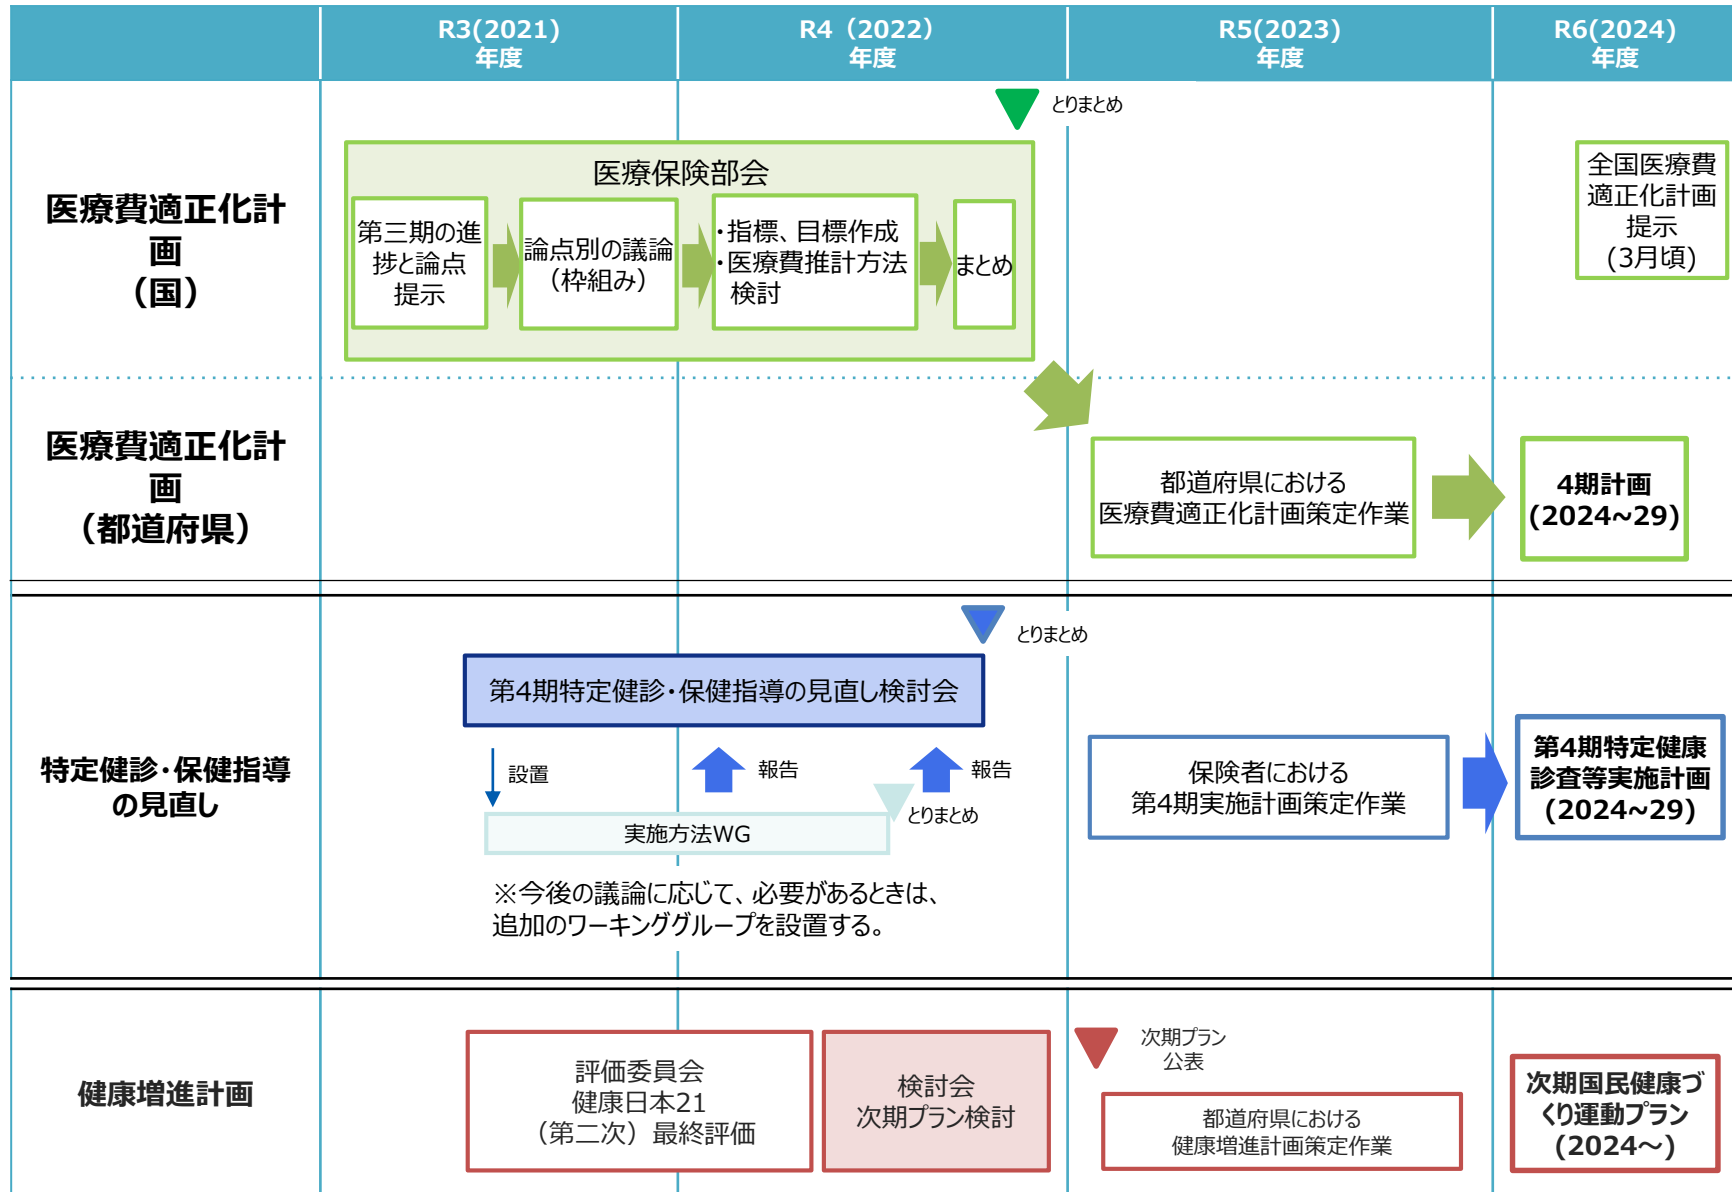 R3(2021)
年度
R4（2022）
年度
R5(2023)
年度
R6(2024)
年度
医療費適正化計
画
（国）
とりまとめ
医療保険部会
第三期の進
捗と論点
提示
論点別の議論
（枠組み）
・指標、目標作成
・医療費推計方法
検討
まとめ
全国医療費
適正化計画
提示
(3月頃)
医療費適正化計
画
（都道府県）
都道府県における
医療費適正化計画策定作業
4期計画
(2024~29)
特定健診・保健指導
の見直し
とりまとめ
第4期特定健診・保健指導の見直し検討会
設置
報告
報告
とりまとめ
実施方法WG
※今後の議論に応じて、必要があるときは、
追加のワーキンググループを設置する。
保険者における
第4期実施計画策定作業
第4期特定健康
診査等実施計画
(2024~29)
健康増進計画
評価委員会
健康日本21
（第二次）最終評価
検討会
次期プラン検討
次期プラン
公表
都道府県における
健康増進計画策定作業
次期国民健康づ
くり運動プラン
(2024～)